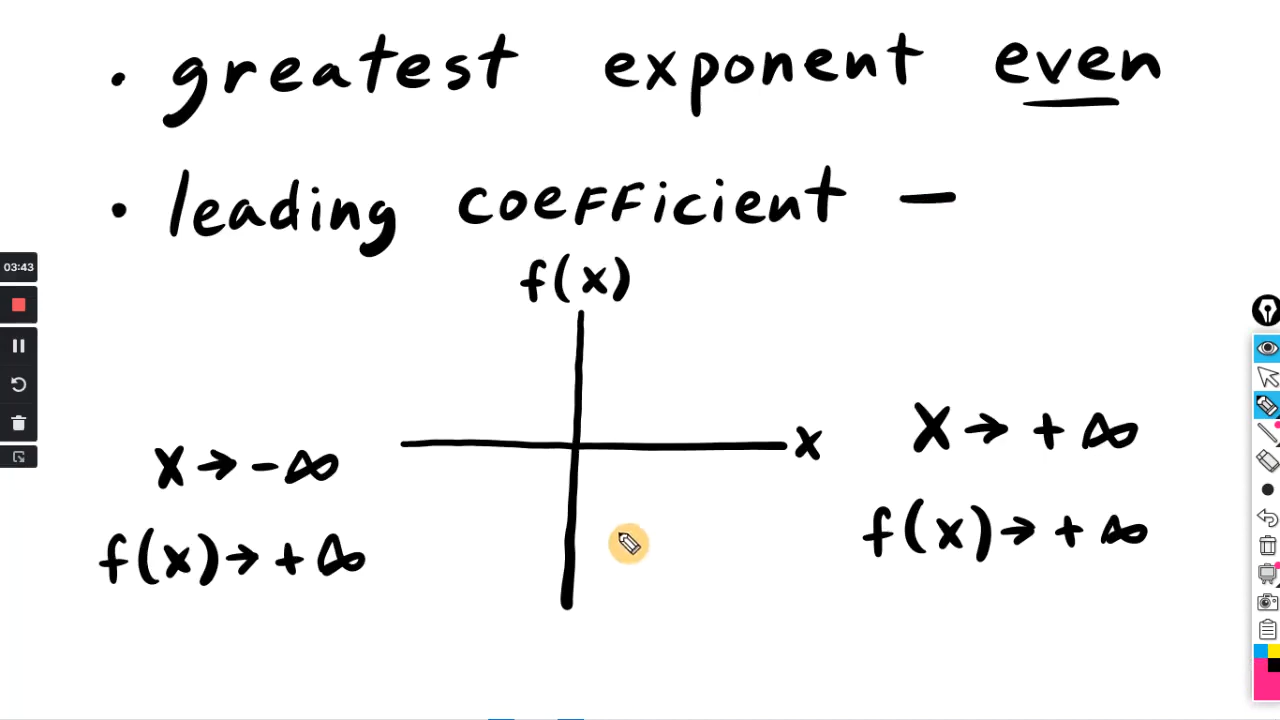 • greatest exponent even
• leading coefficient −
f(x)
03:43
x
x → -∞
f(x) → +∞
x → +∞
f(x) → +∞